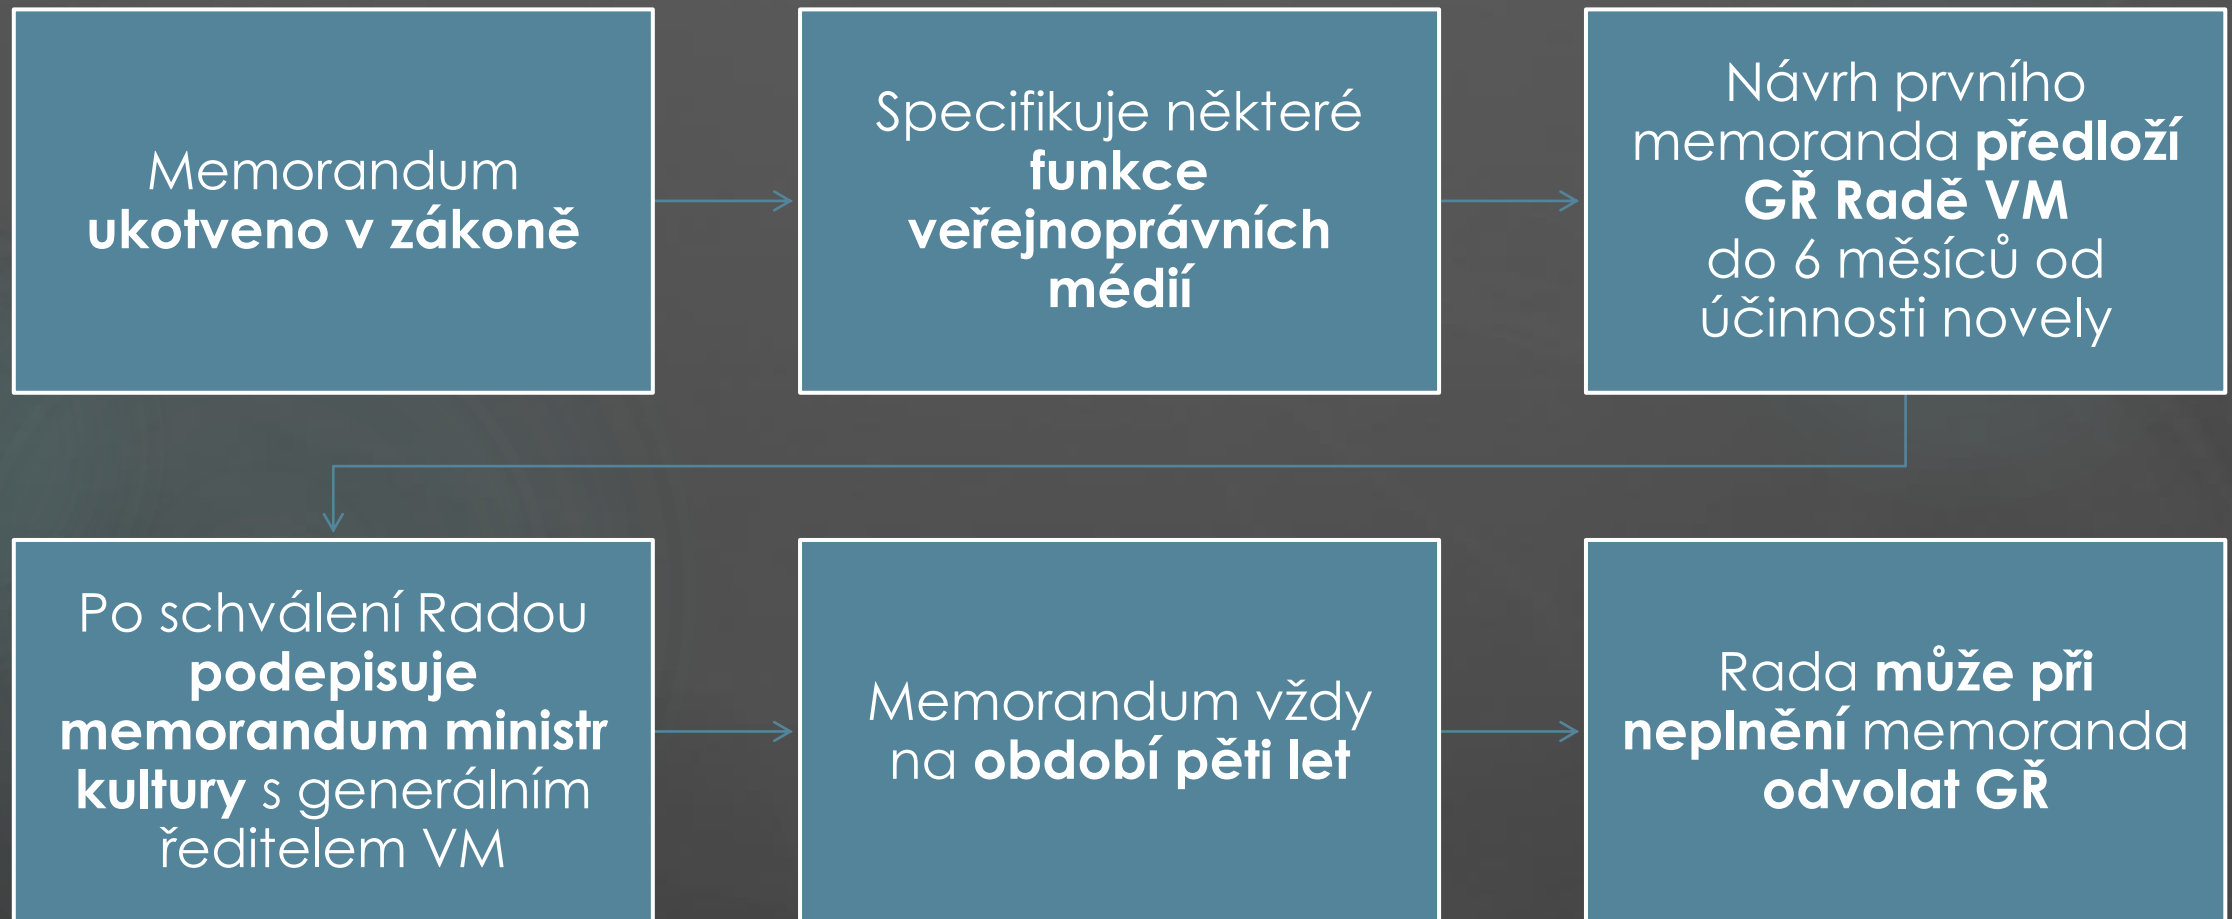 Memorandum
ukotveno v zákoně
Specifikuje některé
funkce
veřejnoprávních
médií
Návrh prvního
memoranda předloží
GŘ Radě VM
do 6 měsíců od
účinnosti novely
Po schválení Radou
podepisuje
memorandum ministr
kultury s generálním
ředitelem VM
Memorandum vždy
na období pěti let
Rada může při
neplnění memoranda
odvolat GŘ